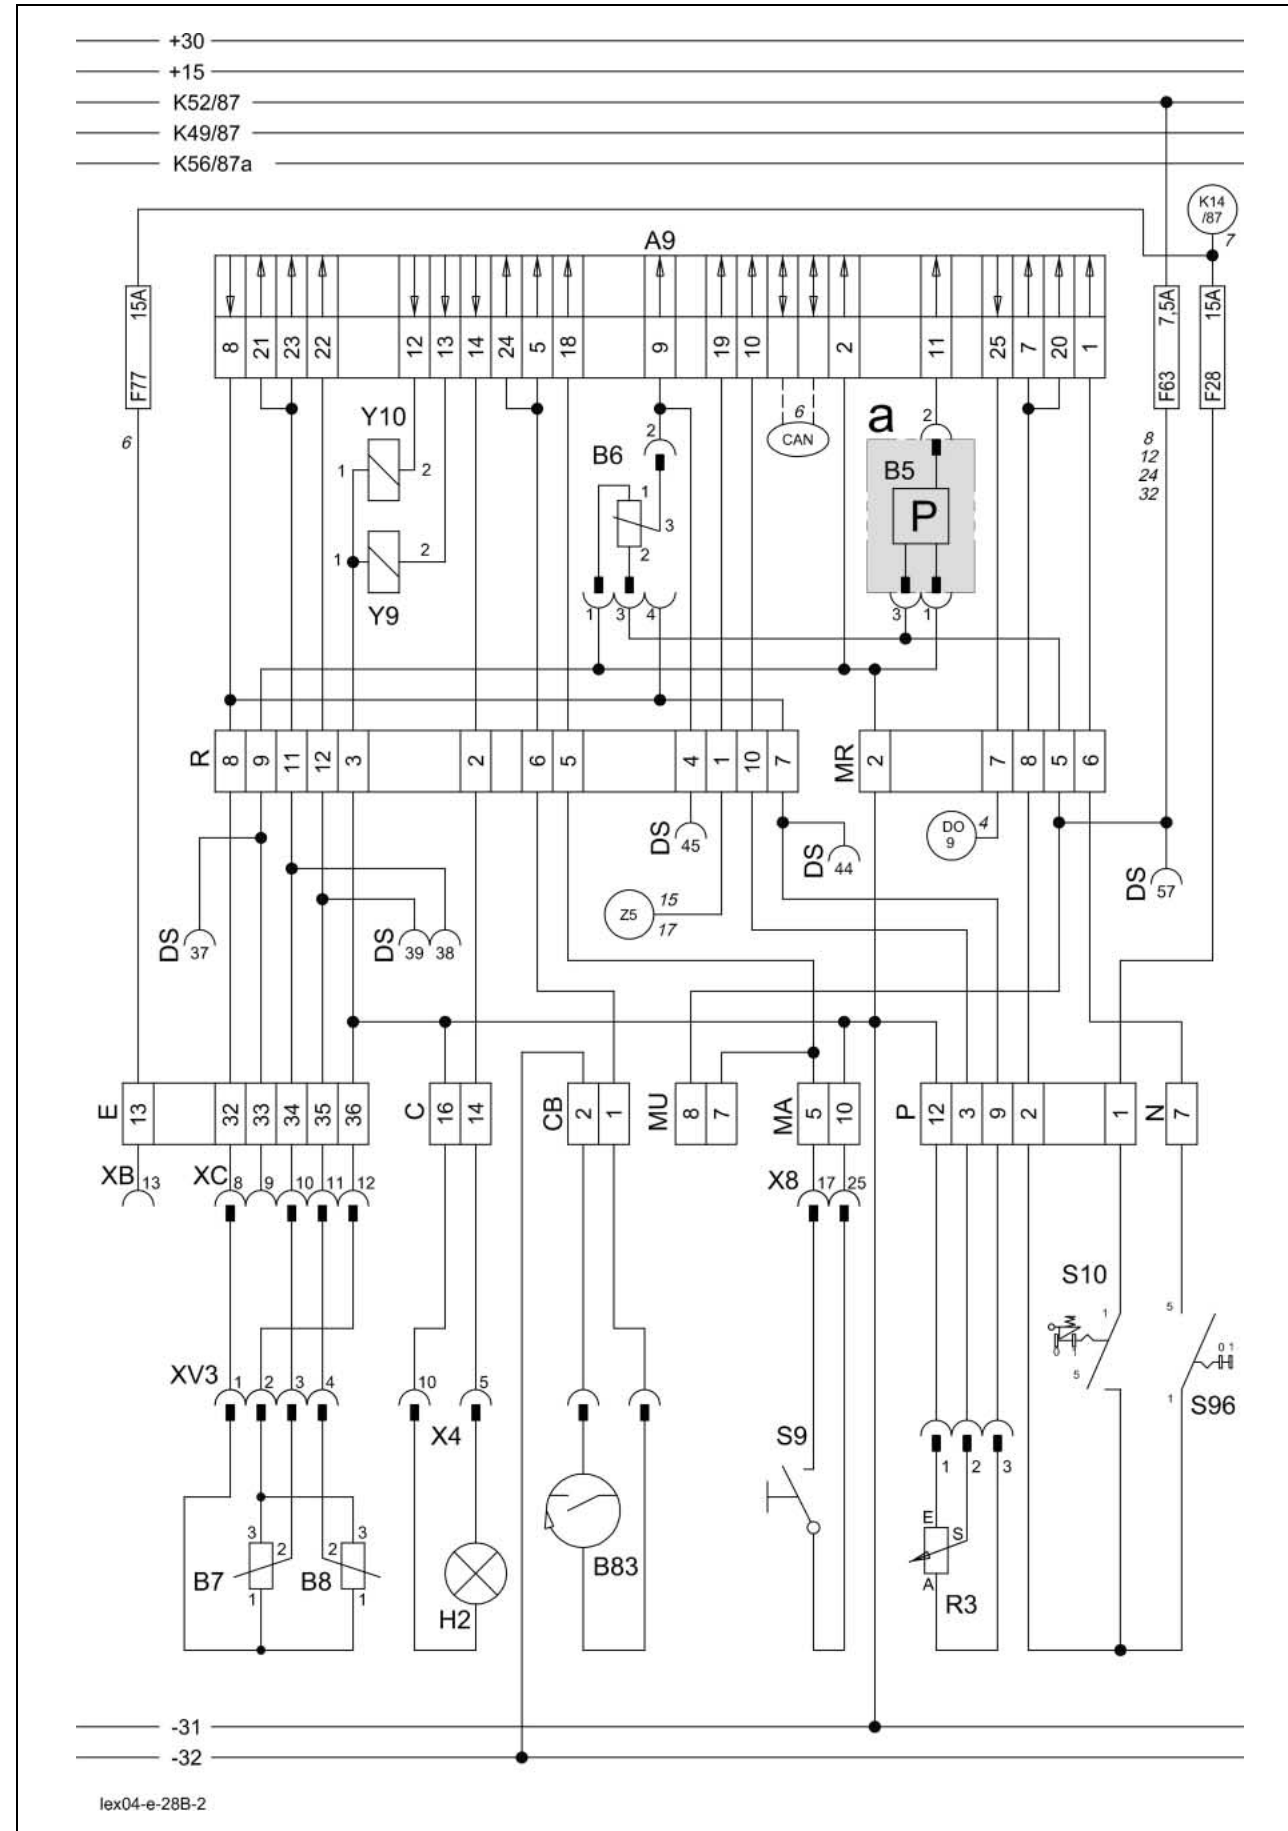 +30
+15
K52/87
K49/87
K56/87a
K14
/87
7
A9
15A
F77
6
8 21 23 22 12 13 14 24 5 18 9 19 10 2 11 25 7 20 1
7,5A
F63
15A
F28
8
12
24
32
Y10
1 2
1 2
Y9
B6
2
1
3
2
1 3 4
6
CAN
a
2
B5
P
3 1
R
8 9 11 12 3 2 6 5 4 1 10 7
MR
2 7 8 5 6
DS
37
DS
39 38
DS
45
DS
44
DO
9
4
DS
57
Z5
15
17
E
13 32 33 34 35 36
C
16 14
CB
2 1
MU
8 7
MA
5 10
P
12 3 9 2 1
N
7
XB
13
XC
8 9 10 11 12
X8
17 25
XV3
1 2 3 4
10 5
X4
S10
1
5
0 1
5
0 1
1
S96
S9
1 2 3
E
S
A
R3
3
2
1
B7
3
2
1
B8
H2
B83
-31
-32
lex04-e-28B-2